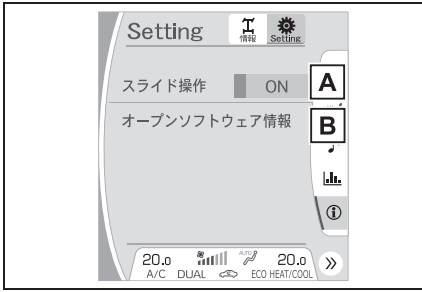 Setting
情報
Setting
スライド操作 ON
A
オープンソフトウェア情報
B
20.0 AUTO 20.0
A/C DUAL ECO HEAT/COOL